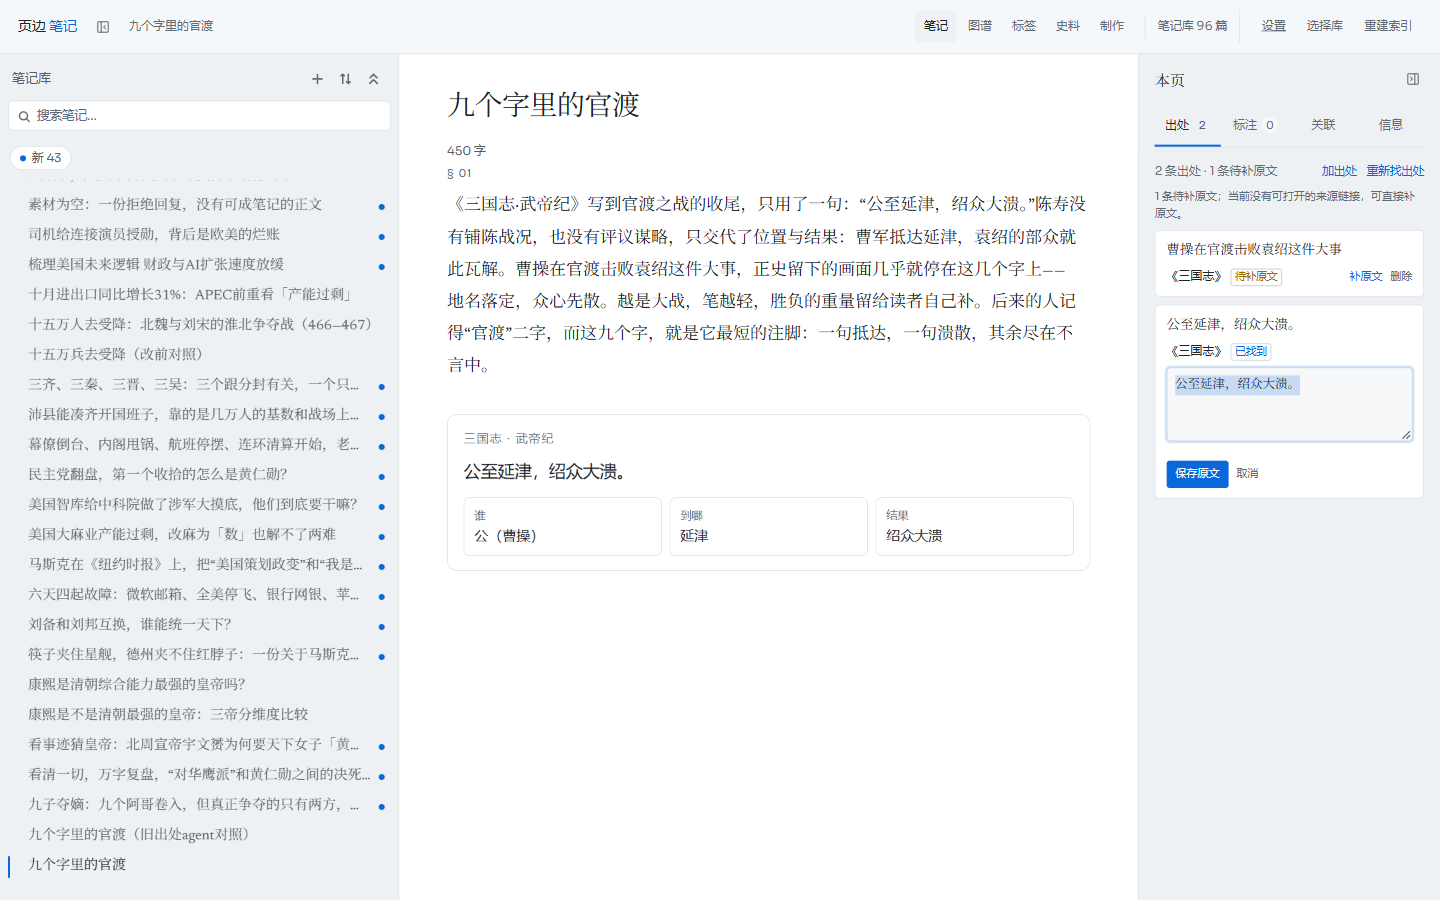 页边 笔记
九个字里的官渡
笔记
图谱
标签
史料
制作
笔记库 96 篇
设置
选择库
重建索引
笔记库
搜索笔记...
新 43
素材为空：一份拒绝回复，没有可成笔记的正文
司机给连接演员授勋，背后是欧美的烂账
梳理美国未来逻辑 财政与AI扩张速度放缓
十月进出口同比增长31%：APEC前重看「产能过剩」
十五万人去受降：北魏与刘宋的淮北争夺战（466–467）
十五万兵去受降（改前对照）
三齐、三秦、三晋、三吴：三个跟分封有关，一个只...
沛县能凑齐开国班子，靠的是几万人的基数和战场上...
幕僚倒台、内阁甩锅、航班停摆、连环清算开始，老...
民主党翻盘，第一个收拾的怎么是黄仁勋？
美国智库给中科院做了涉军大摸底，他们到底要干嘛？
美国大麻业产能过剩，改麻为「数」也解不了两难
马斯克在《纽约时报》上，把“美国策划政变”和“我是...
六天四起故障：微软邮箱、全美停飞、银行网银、苹...
刘备和刘邦互换，谁能统一天下？
筷子夹住星舰，德州夹不住红脖子：一份关于马斯克...
康熙是清朝综合能力最强的皇帝吗？
康熙是不是清朝最强的皇帝：三帝分维度比较
看事迹猜皇帝：北周宣帝宇文赟为何要天下女子「黄...
看清一切，万字复盘，“对华鹰派”和黄仁勋之间的决死...
九子夺嫡：九个阿哥卷入，但真正争夺的只有两方，...
九个字里的官渡（旧出处agent对照）
九个字里的官渡
九个字里的官渡
450 字
§ 01
《三国志·武帝纪》写到官渡之战的收尾，只用了一句：“公至延津，绍众大溃。”陈寿没
有铺陈战况，也没有评议谋略，只交代了位置与结果：曹军抵达延津，袁绍的部众就
此瓦解。曹操在官渡击败袁绍这件大事，正史留下的画面几乎就停在这几个字上——
地名落定，众心先散。越是大战，笔越轻，胜负的重量留给读者自己补。后来的人记
得“官渡”二字，而这九个字，就是它最短的注脚：一句抵达，一句溃散，其余尽在不
言中。
三国志 · 武帝纪
公至延津，绍众大溃。
谁
公（曹操）
到哪
延津
结果
绍众大溃
本页
出处 2
标注 0
关联
信息
2 条出处 · 1 条待补原文
加出处
重新找出处
1 条待补原文；当前没有可打开的来源链接，可直接补
原文。
曹操在官渡击败袁绍这件大事
《三国志》 待补原文
补原文 删除
公至延津，绍众大溃。
《三国志》 已找到
公至延津，绍众大溃。
保存原文
取消